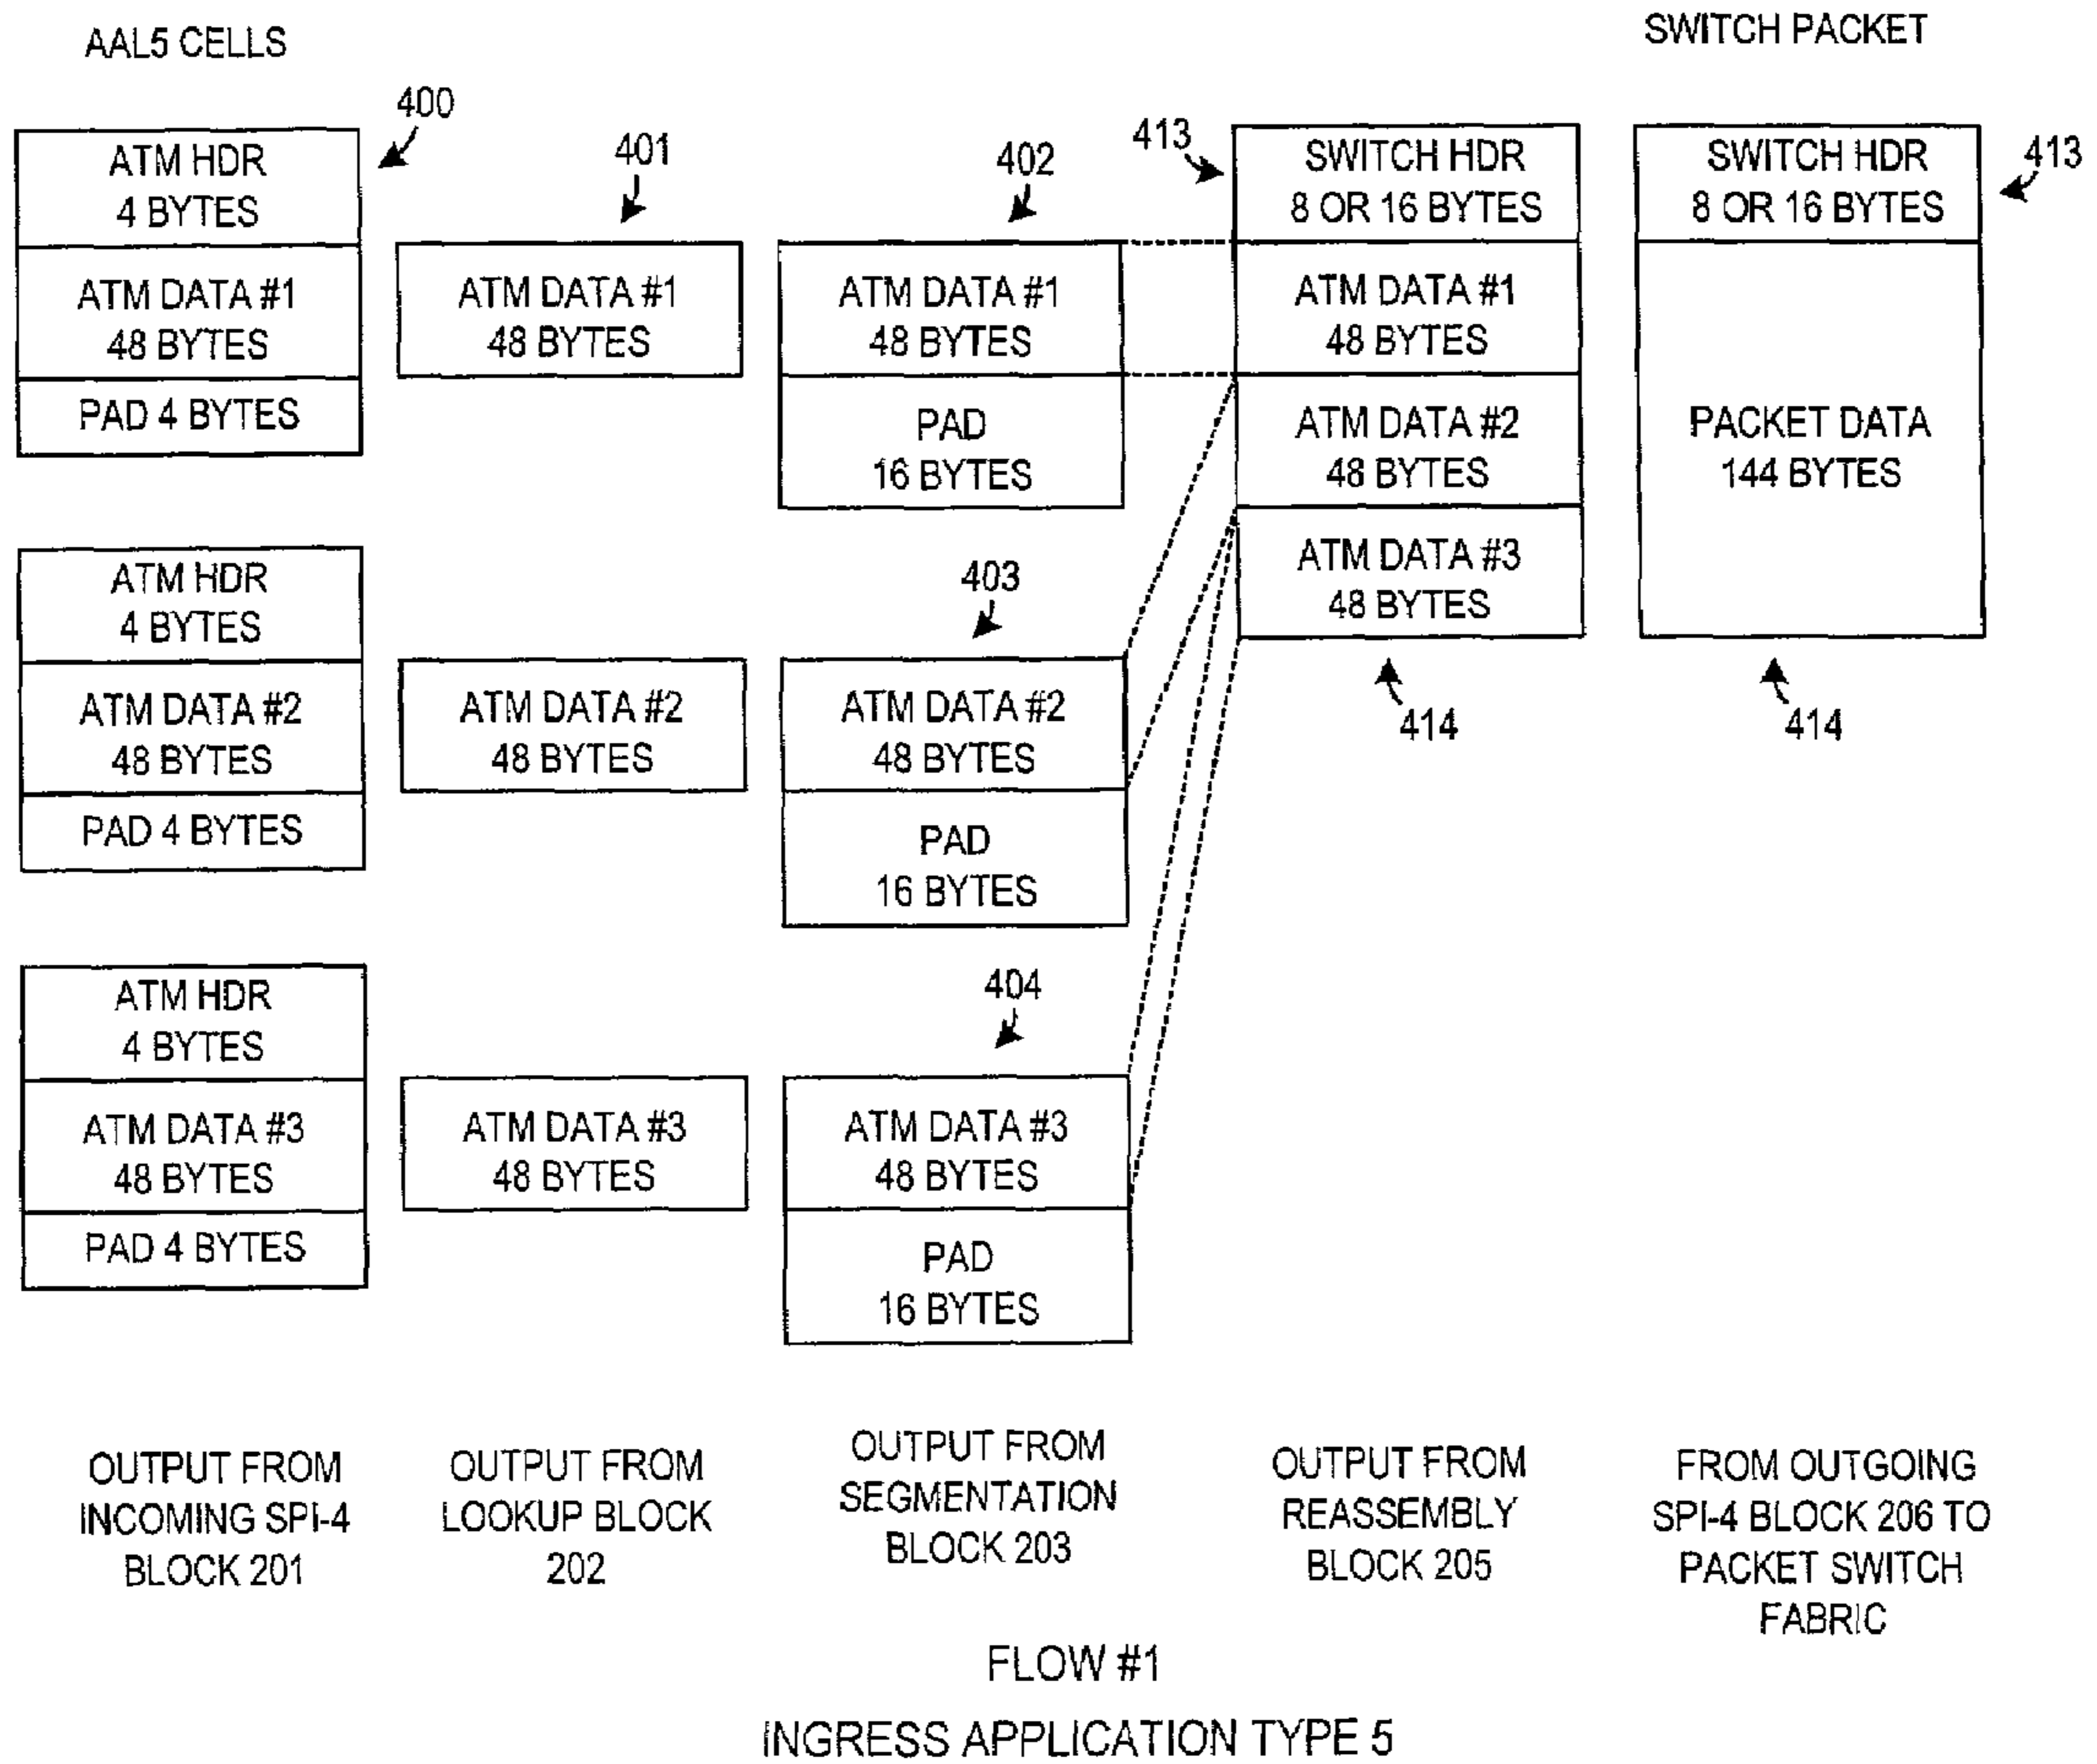 AAL5 CELLS
SWITCH PACKET
400
ATM HDR
4 BYTES
ATM DATA #1
48 BYTES
PAD 4 BYTES
401
ATM DATA #1
48 BYTES
402
ATM DATA #1
48 BYTES
PAD
16 BYTES
413
SWITCH HDR
8 OR 16 BYTES
ATM DATA #1
48 BYTES
ATM DATA #2
48 BYTES
ATM DATA #3
48 BYTES
414
SWITCH HDR
8 OR 16 BYTES
413
PACKET DATA
144 BYTES
414
ATM HDR
4 BYTES
ATM DATA #2
48 BYTES
PAD 4 BYTES
ATM DATA #2
48 BYTES
403
ATM DATA #2
48 BYTES
PAD
16 BYTES
ATM HDR
4 BYTES
ATM DATA #3
48 BYTES
PAD 4 BYTES
ATM DATA #3
48 BYTES
404
ATM DATA #3
48 BYTES
PAD
16 BYTES
OUTPUT FROM
INCOMING SPI-4
BLOCK 201
OUTPUT FROM
LOOKUP BLOCK
202
OUTPUT FROM
SEGMENTATION
BLOCK 203
OUTPUT FROM
REASSEMBLY
BLOCK 205
FROM OUTGOING
SPI-4 BLOCK 206 TO
PACKET SWITCH
FABRIC
FLOW #1
INGRESS APPLICATION TYPE 5